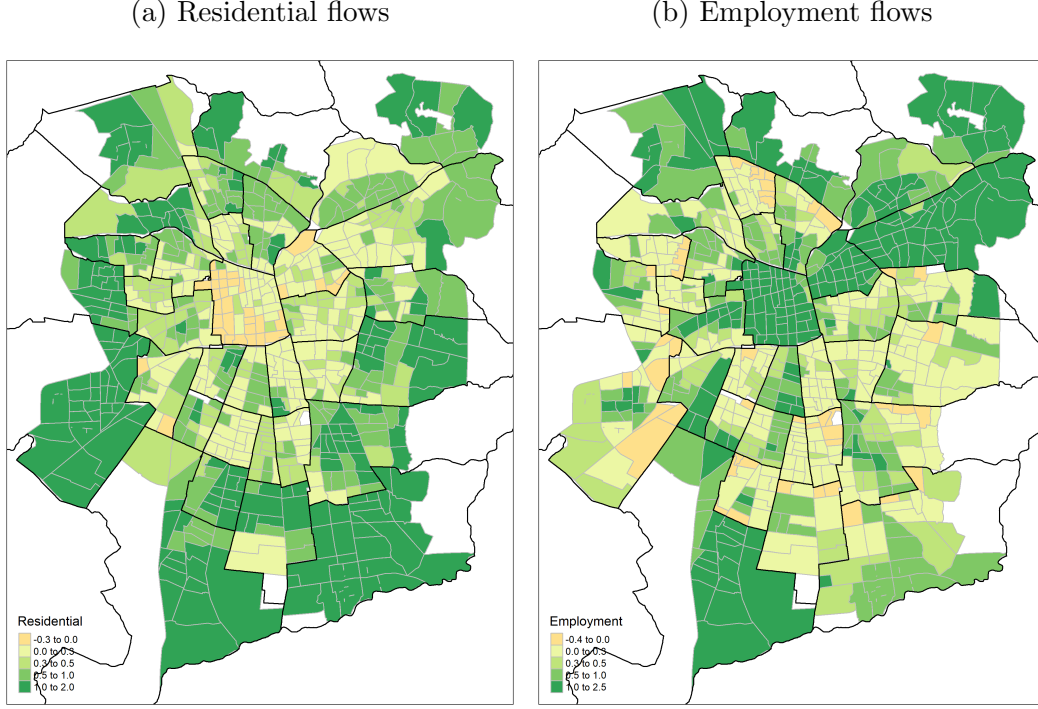 (a) Residential flows
(b) Employment flows
Residential
-0.3 to 0.0
0.0 to 0.3
0.3 to 0.5
0.5 to 1.0
1.0 to 2.0
Employment
-0.4 to 0.0
0.0 to 0.3
0.3 to 0.5
0.5 to 1.0
1.0 to 2.5